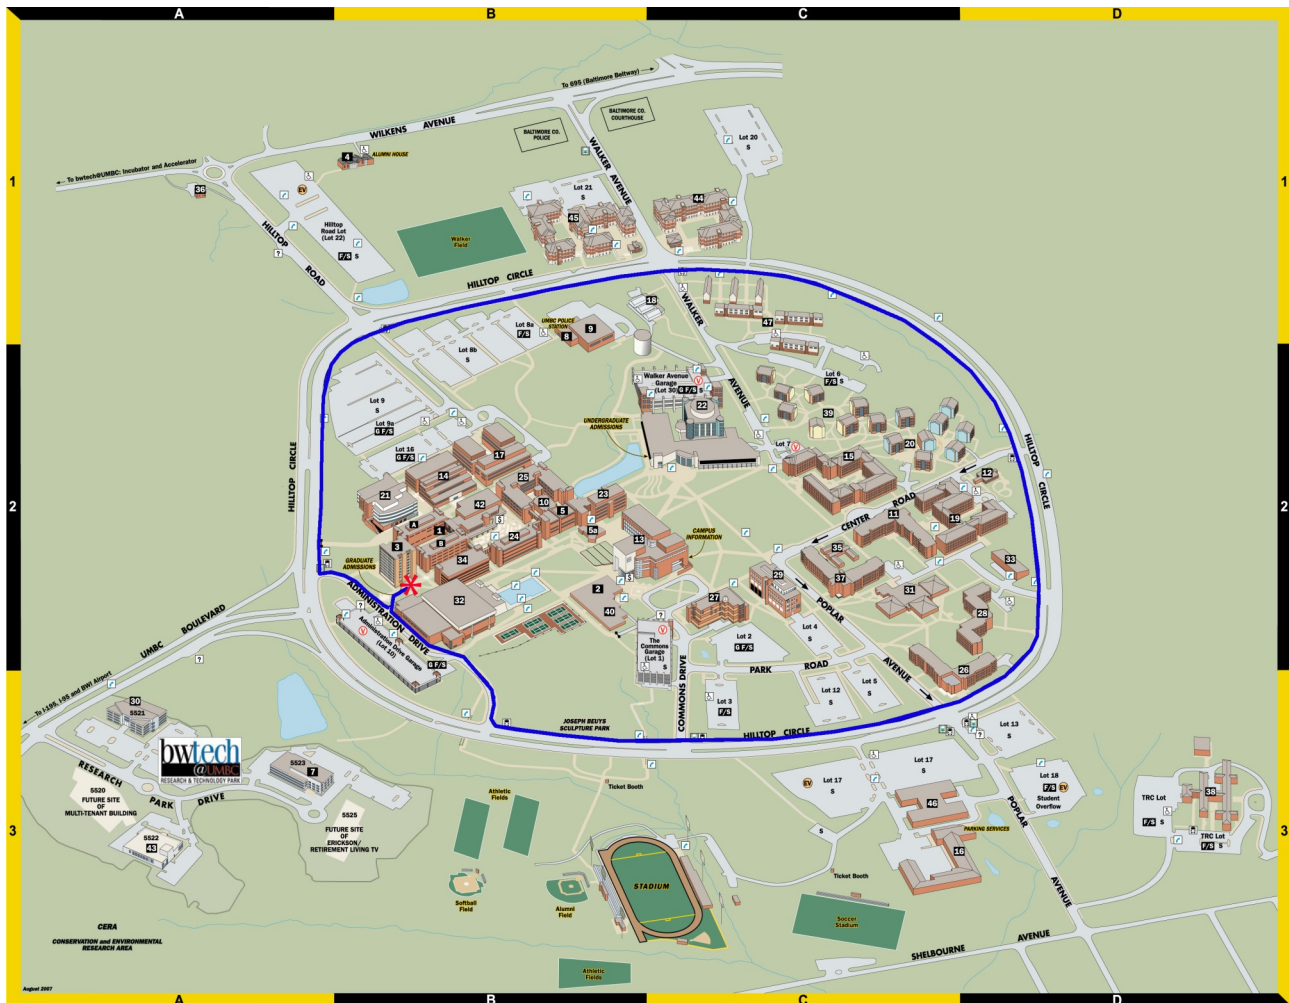 A
B
C
D
1
1
2
2
3
3
To 695 (Baltimore Beltway)
WILKENS AVENUE
BALTIMORE CO.
POLICE
BALTIMORE CO.
COURTHOUSE
Lot 20
S
To bwtech@UMBC: Incubator and Accelerator
4
ALUMNI HOUSE
36
EV
HILLTOP
ROAD
Hilltop
Road Lot
(Lot 22)
F/S S
Walker
Field
Lot 21
S
45
WALKER AVENUE
44
HILLTOP CIRCLE
18
WALKER
AVENUE
47
UMBC POLICE
STATION
8
9
Lot 8a
F/S
Lot 8b
S
Lot 9
S
Lot 9a
G F/S
Lot 16
G F/S
Walker Avenue
Garage
(Lot 30) G F/S S
V
22
UNDERGRADUATE
ADMISSIONS
Lot 6
F/S S
39
20
Lot 7
V
15
12
HILLTOP
CIRCLE
HILLTOP CIRCLE
17
14
21
25
42
10
5
23
5a
A
1
B
3
24
34
32
GRADUATE
ADMISSIONS
13
CAMPUS
INFORMATION
CENTER ROAD
11
19
33
35
37
31
28
29
POPLAR
AVENUE
26
2
40
27
Lot 2
G F/S
Lot 4
S
The
Commons
Garage
(Lot 1)
V
S
COMMONS DRIVE
PARK ROAD
Lot 3
F/S
Lot 12
S
Lot 5
S
ADMINISTRATION DRIVE
Administration Drive Garage
(Lot 10)
V
G F/S
UMBC BOULEVARD
To I-195, I-95 and BWI Airport
JOSEPH BEUYS
SCULPTURE PARK
HILLTOP CIRCLE
Lot 13
S
30
5521
bwtech
@UMBC
RESEARCH & TECHNOLOGY PARK
5523
7
RESEARCH
PARK DRIVE
5520
FUTURE SITE
OF
MULTI-TENANT BUILDING
5522
43
5525
FUTURE SITE
OF
ERICKSON/
RETIREMENT LIVING TV
Athletic
Fields
Ticket Booth
Softball
Field
Alumni
Field
STADIUM
Athletic
Fields
EV
Lot 17
S
Lot 17
S
46
PARKING SERVICES
16
Ticket Booth
Soccer
Stadium
Lot 18
F/S EV
Student
Overflow
POPLAR
AVENUE
SHELBOURNE AVENUE
TRC Lot
F/S S
38
TRC Lot
F/S S
CERA
CONSERVATION and ENVIRONMENTAL
RESEARCH AREA
August 2007
A
B
C
D